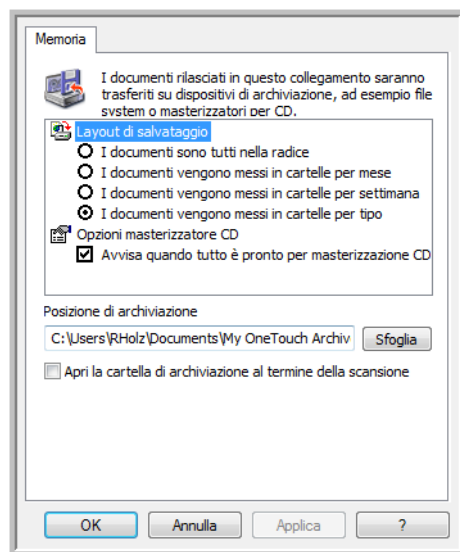 Memoria
I documenti rilasciati in questo collegamento saranno
trasferiti su dispositivi di archiviazione, ad esempio file
system o masterizzatori per CD.
Layout di salvataggio
I documenti sono tutti nella radice
I documenti vengono messi in cartelle per mese
I documenti vengono messi in cartelle per settimana
I documenti vengono messi in cartelle per tipo
Opzioni masterizzatore CD
Avvisa quando tutto è pronto per masterizzazione CD
Posizione di archiviazione
C:\Users\RHolz\Documents\My OneTouch Archiv Sfoglia
Apri la cartella di archiviazione al termine della scansione
OK Annulla Applica ?